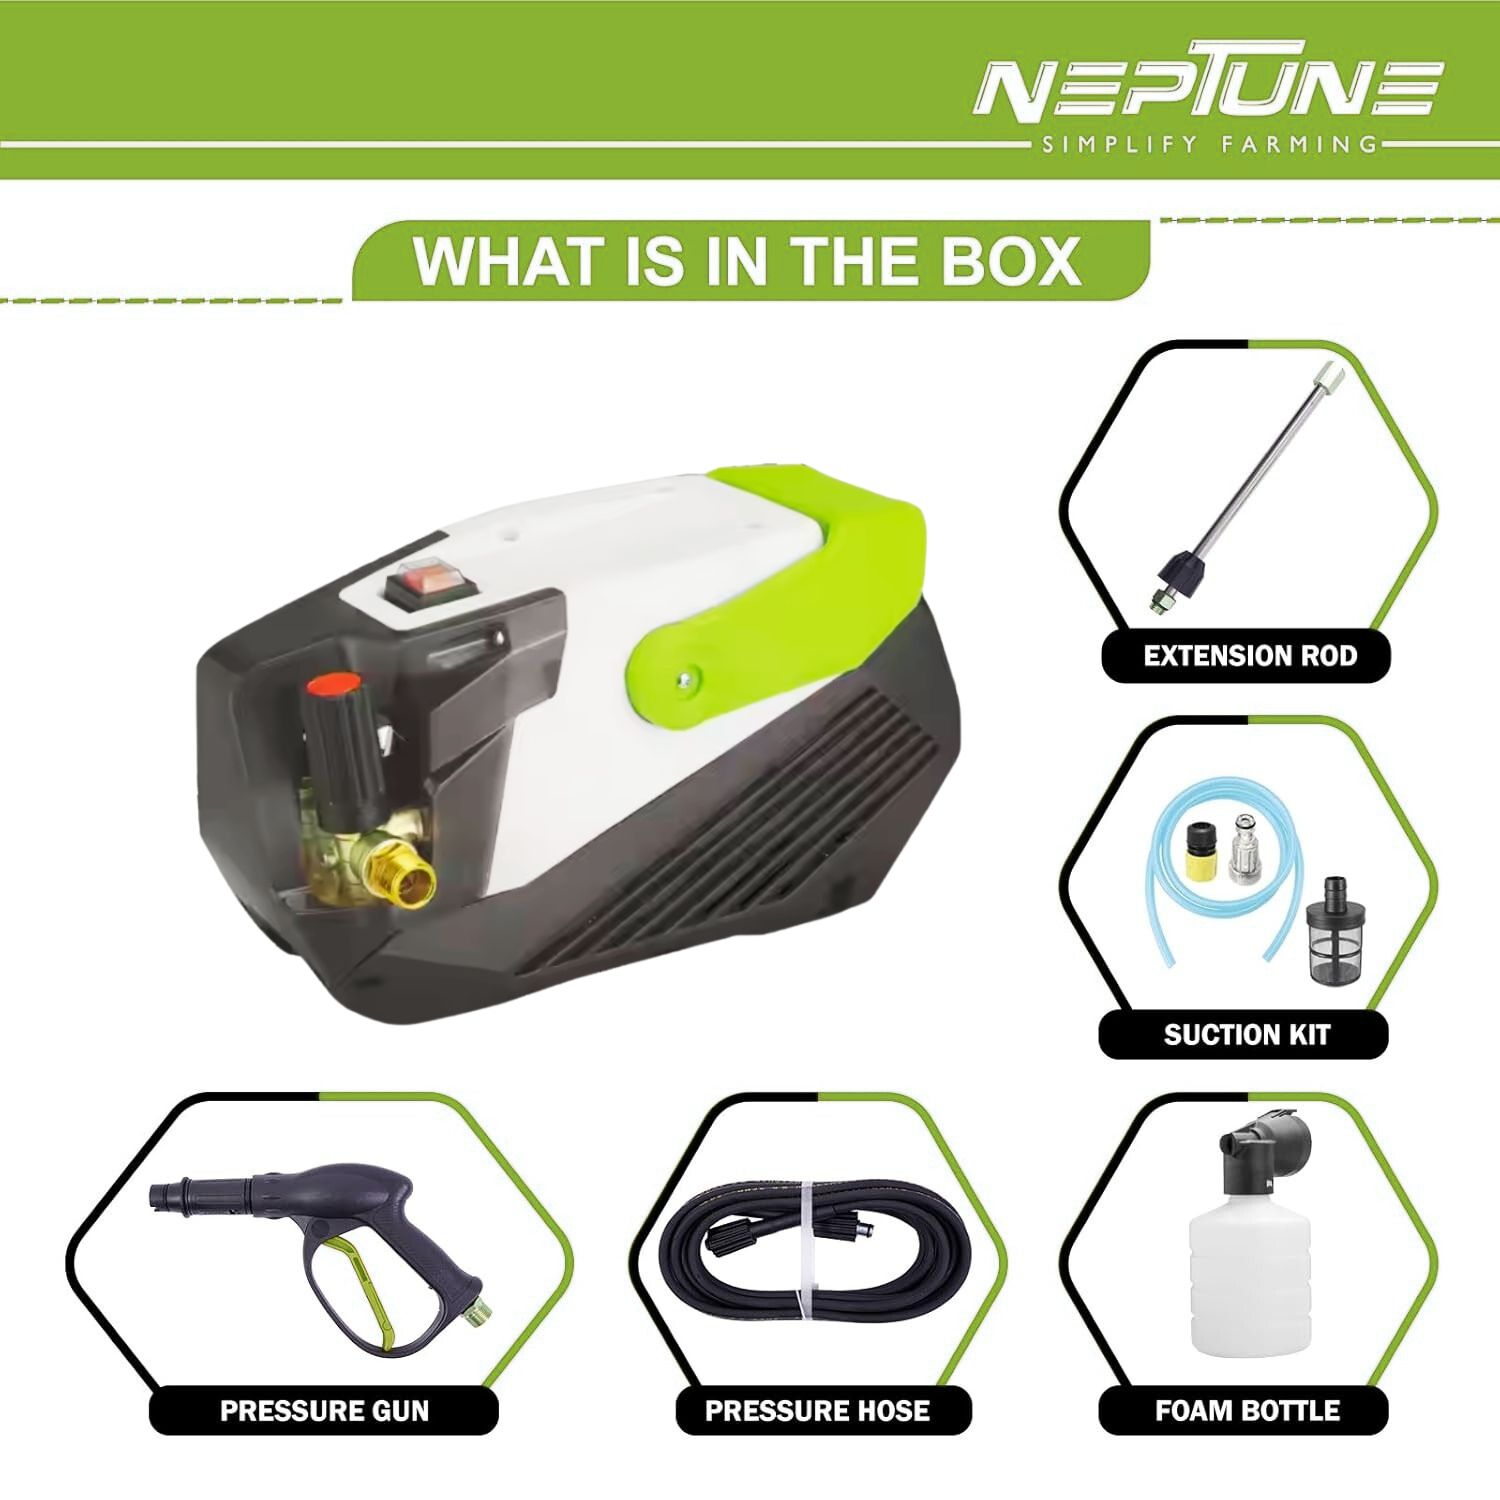 NEPTUNE
SIMPLIFY FARMING
WHAT IS IN THE BOX
EXTENSION ROD
SUCTION KIT
PRESSURE GUN
PRESSURE HOSE
FOAM BOTTLE